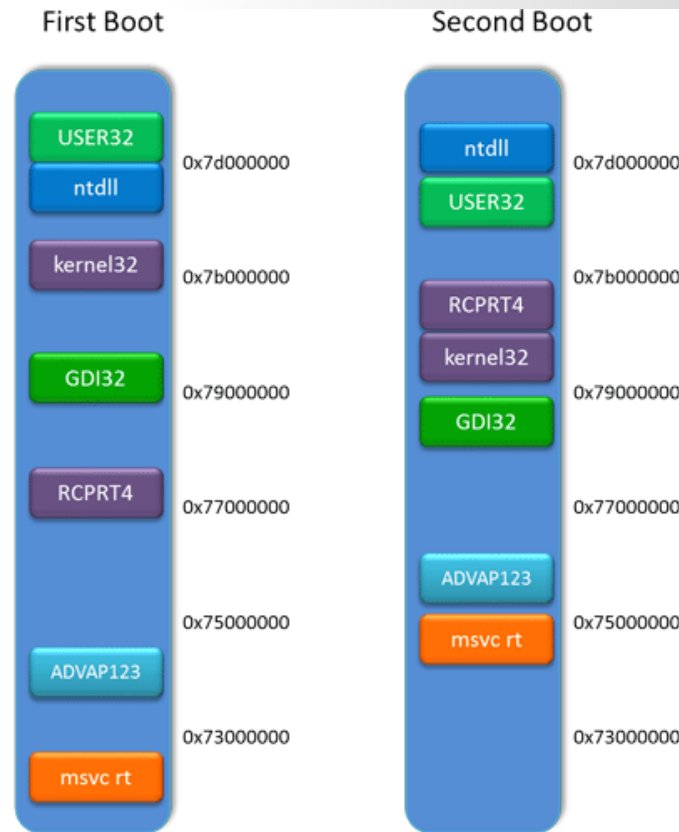 First Boot
USER32
0x7d000000
ntdll
kernel32
0x7b000000
GDI32
0x79000000
RCPRT4
0x77000000
0x75000000
ADVAP123
0x73000000
msvc rt
Second Boot
ntdll
0x7d000000
USER32
0x7b000000
RCPRT4
kernel32
0x79000000
GDI32
0x77000000
ADVAP123
0x75000000
msvc rt
0x73000000